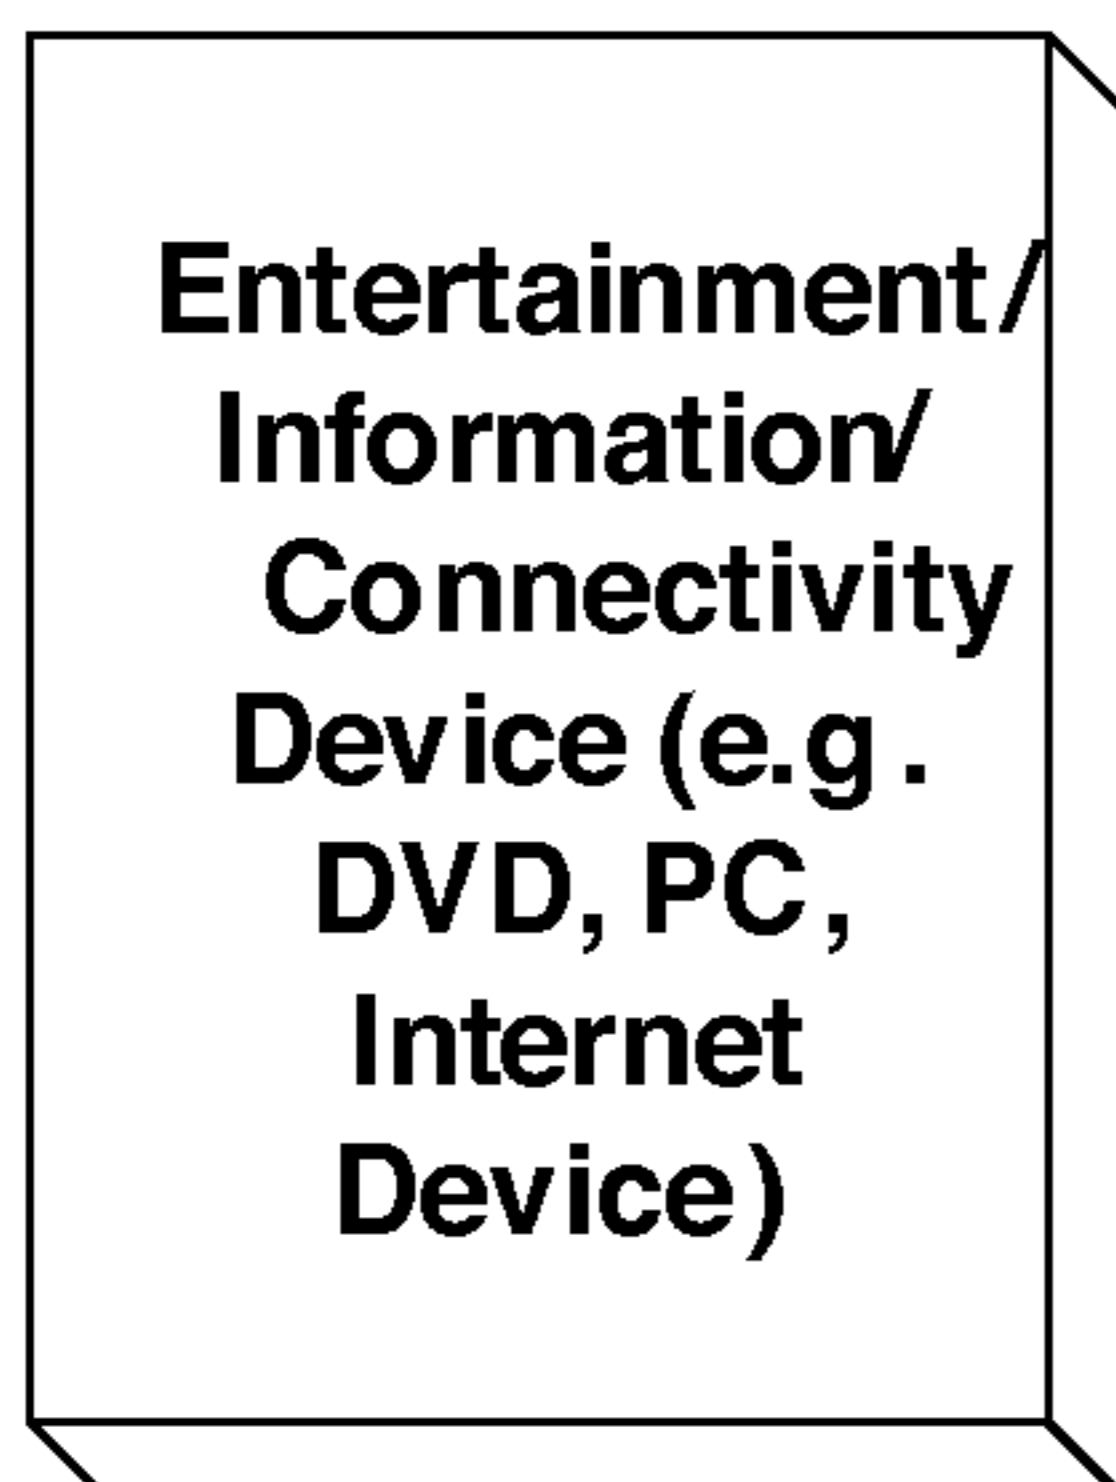 Entertainment/
Information/
Connectivity
Device (e.g.
DVD, PC,
Internet
Device)